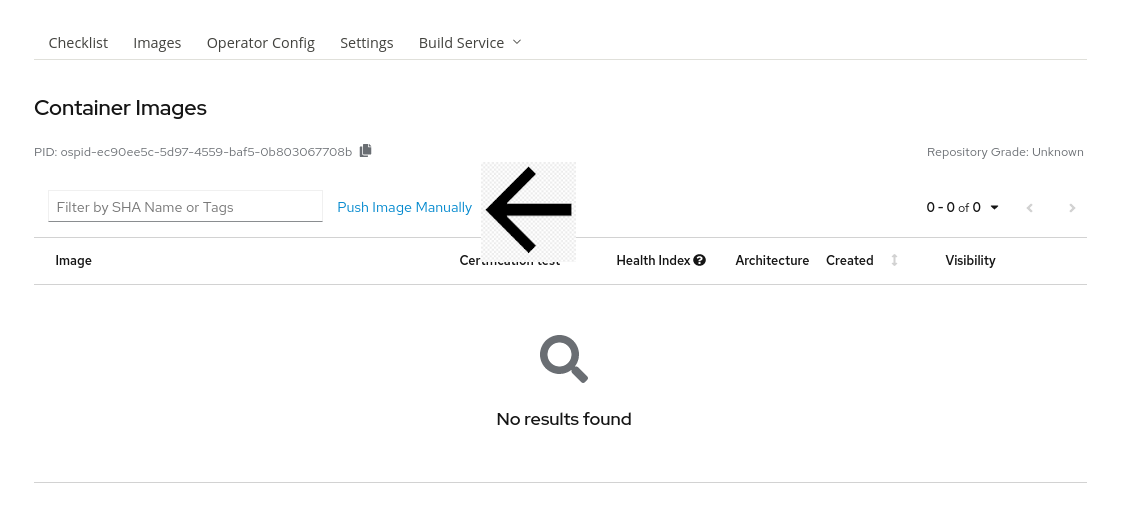 Checklist Images Operator Config Settings Build Service
Container Images
PID: ospid-ec90ee5c-5d97-4559-baf5-0b803067708b Repository Grade: Unknown
Filter by SHA Name or Tags Push Image Manually 0 - 0 of 0
Image Certification test Health Index Architecture Created Visibility
No results found